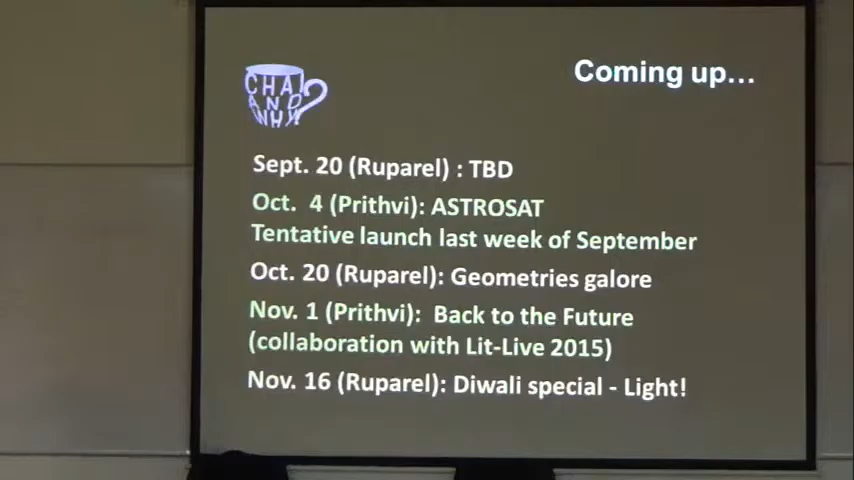 Coming up...
CHAI
AND
WHY
Sept. 20 (Ruparel) : TBD
Oct. 4 (Prithvi): ASTROSAT
Tentative launch last week of September
Oct. 20 (Ruparel): Geometries galore
Nov. 1 (Prithvi): Back to the Future
(collaboration with Lit-Live 2015)
Nov. 16 (Ruparel): Diwali special - Light!